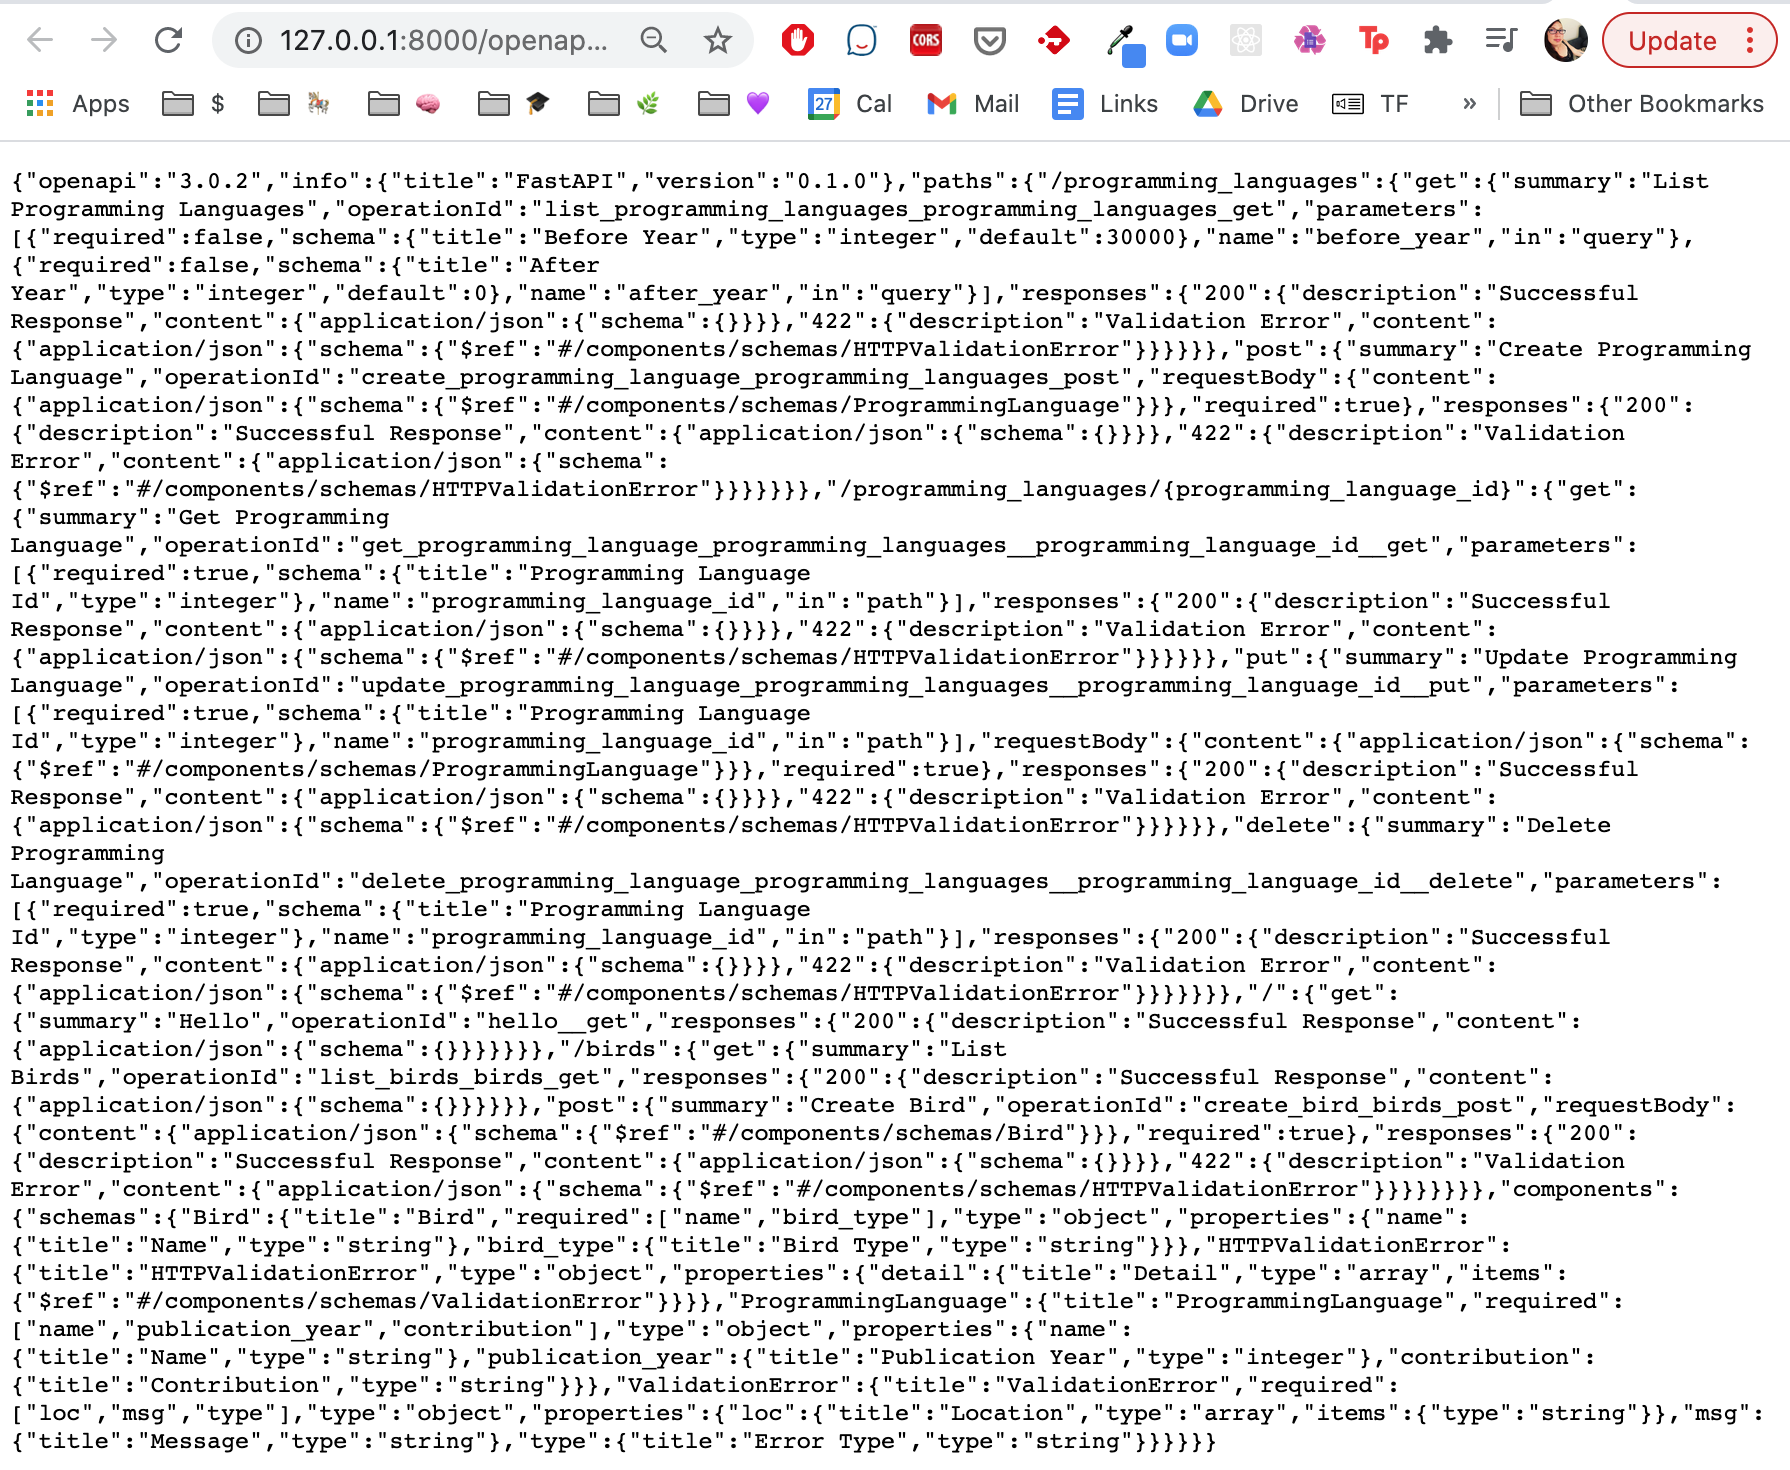 127.0.0.1:8000/openap...
CORS
Tp
Update
Apps
$
27
Cal
Mail
Links
Drive
TF
»
Other Bookmarks
{"openapi":"3.0.2","info":{"title":"FastAPI","version":"0.1.0"},"paths":{"/programming_languages":{"get":{"summary":"List
Programming Languages","operationId":"list_programming_languages_programming_languages_get","parameters":
[{"required":false,"schema":{"title":"Before Year","type":"integer","default":30000},"name":"before_year","in":"query"},
{"required":false,"schema":{"title":"After
Year","type":"integer","default":0},"name":"after_year","in":"query"}],"responses":{"200":{"description":"Successful
Response","content":{"application/json":{"schema":{}}}},"422":{"description":"Validation Error","content":
{"application/json":{"schema":{"$ref":"#/components/schemas/HTTPValidationError"}}}}}},"post":{"summary":"Create Programming
Language","operationId":"create_programming_language_programming_languages_post","requestBody":{"content":
{"application/json":{"schema":{"$ref":"#/components/schemas/ProgrammingLanguage"}}},"required":true},"responses":{"200":
{"description":"Successful Response","content":{"application/json":{"schema":{}}}},"422":{"description":"Validation
Error","content":{"application/json":{"schema":
{"$ref":"#/components/schemas/HTTPValidationError"}}}}}}},"/programming_languages/{programming_language_id}":{"get":
{"summary":"Get Programming
Language","operationId":"get_programming_language_programming_languages__programming_language_id__get","parameters":
[{"required":true,"schema":{"title":"Programming Language
Id","type":"integer"},"name":"programming_language_id","in":"path"}],"responses":{"200":{"description":"Successful
Response","content":{"application/json":{"schema":{}}}},"422":{"description":"Validation Error","content":
{"application/json":{"schema":{"$ref":"#/components/schemas/HTTPValidationError"}}}}}},"put":{"summary":"Update Programming
Language","operationId":"update_programming_language_programming_languages__programming_language_id__put","parameters":
[{"required":true,"schema":{"title":"Programming Language
Id","type":"integer"},"name":"programming_language_id","in":"path"}],"requestBody":{"content":{"application/json":{"schema":
{"$ref":"#/components/schemas/ProgrammingLanguage"}}},"required":true},"responses":{"200":{"description":"Successful
Response","content":{"application/json":{"schema":{}}}},"422":{"description":"Validation Error","content":
{"application/json":{"schema":{"$ref":"#/components/schemas/HTTPValidationError"}}}}}},"delete":{"summary":"Delete
Programming
Language","operationId":"delete_programming_language_programming_languages__programming_language_id__delete","parameters":
[{"required":true,"schema":{"title":"Programming Language
Id","type":"integer"},"name":"programming_language_id","in":"path"}],"responses":{"200":{"description":"Successful
Response","content":{"application/json":{"schema":{}}}},"422":{"description":"Validation Error","content":
{"application/json":{"schema":{"$ref":"#/components/schemas/HTTPValidationError"}}}}}}},"/":{"get":
{"summary":"Hello","operationId":"hello__get","responses":{"200":{"description":"Successful Response","content":
{"application/json":{"schema":{}}}}}}},"/birds":{"get":{"summary":"List
Birds","operationId":"list_birds_birds_get","responses":{"200":{"description":"Successful Response","content":
{"application/json":{"schema":{}}}}}},"post":{"summary":"Create Bird","operationId":"create_bird_birds_post","requestBody":
{"content":{"application/json":{"schema":{"$ref":"#/components/schemas/Bird"}}},"required":true},"responses":{"200":
{"description":"Successful Response","content":{"application/json":{"schema":{}}}},"422":{"description":"Validation
Error","content":{"application/json":{"schema":{"$ref":"#/components/schemas/HTTPValidationError"}}}}}}}},"components":
{"schemas":{"Bird":{"title":"Bird","required":["name","bird_type"],"type":"object","properties":{"name":
{"title":"Name","type":"string"},"bird_type":{"title":"Bird Type","type":"string"}}},"HTTPValidationError":
{"title":"HTTPValidationError","type":"object","properties":{"detail":{"title":"Detail","type":"array","items":
{"$ref":"#/components/schemas/ValidationError"}}}},"ProgrammingLanguage":{"title":"ProgrammingLanguage","required":
["name","publication_year","contribution"],"type":"object","properties":{"name":
{"title":"Name","type":"string"},"publication_year":{"title":"Publication Year","type":"integer"},"contribution":
{"title":"Contribution","type":"string"}}},"ValidationError":{"title":"ValidationError","required":
["loc","msg","type"],"type":"object","properties":{"loc":{"title":"Location","type":"array","items":{"type":"string"}},"msg":
{"title":"Message","type":"string"},"type":{"title":"Error Type","type":"string"}}}}}}